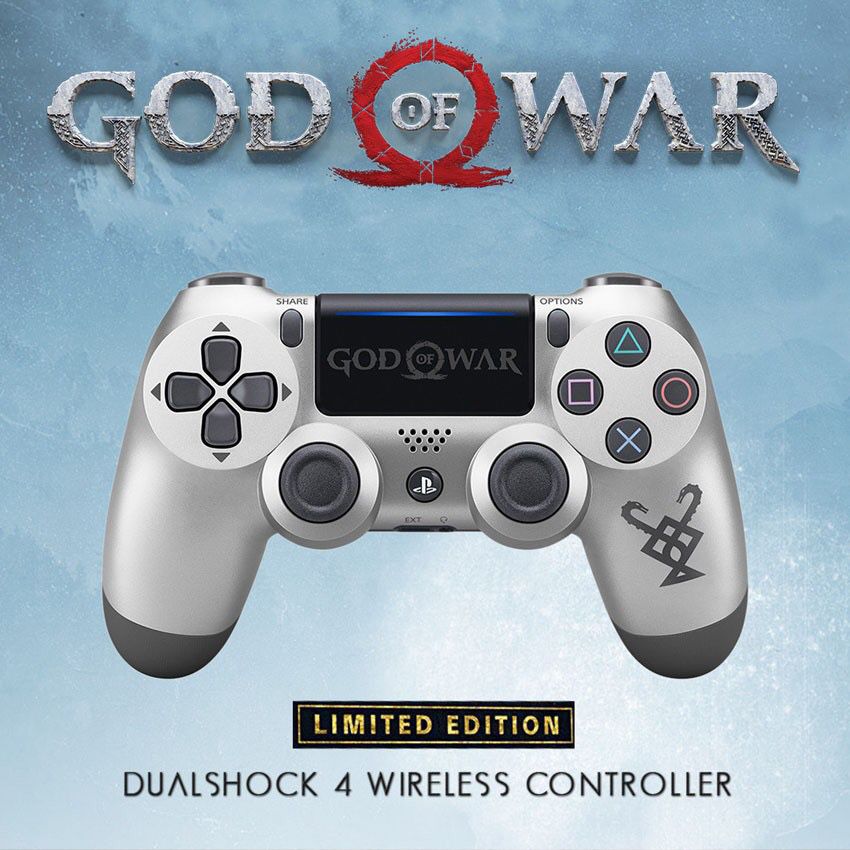 GOD OF WAR
SHARE
OPTIONS
GOD OF WAR
EXT
LIMITED EDITION
DUALSHOCK 4 WIRELESS CONTROLLER